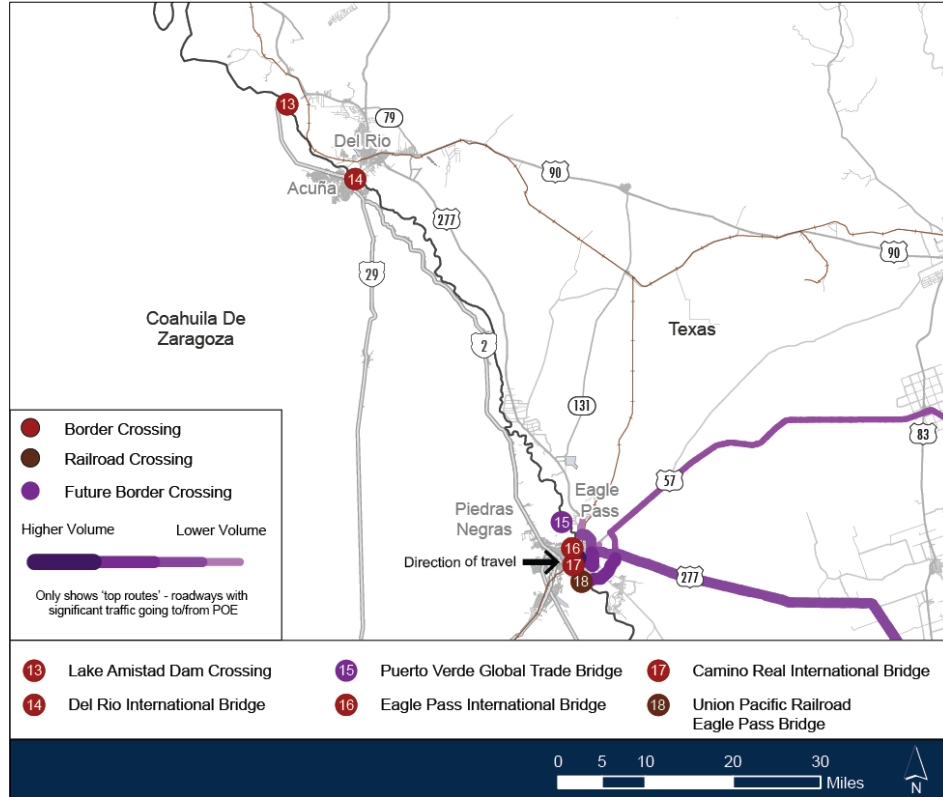 13
79
Del Rio
90
Acuña
14
277
90
29
Coahuila De
Zaragoza
Texas
2
131
83
57
Eagle
Pass
Piedras
Negras
15
16
Direction of travel
17
277
18
Border Crossing
Railroad Crossing
Future Border Crossing
Higher Volume Lower Volume
Only shows 'top routes' - roadways with
significant traffic going to/from POE
13 Lake Amistad Dam Crossing
14 Del Rio International Bridge
15 Puerto Verde Global Trade Bridge
16 Eagle Pass International Bridge
17 Camino Real International Bridge
18 Union Pacific Railroad
Eagle Pass Bridge
0 5 10 20 30
Miles
N